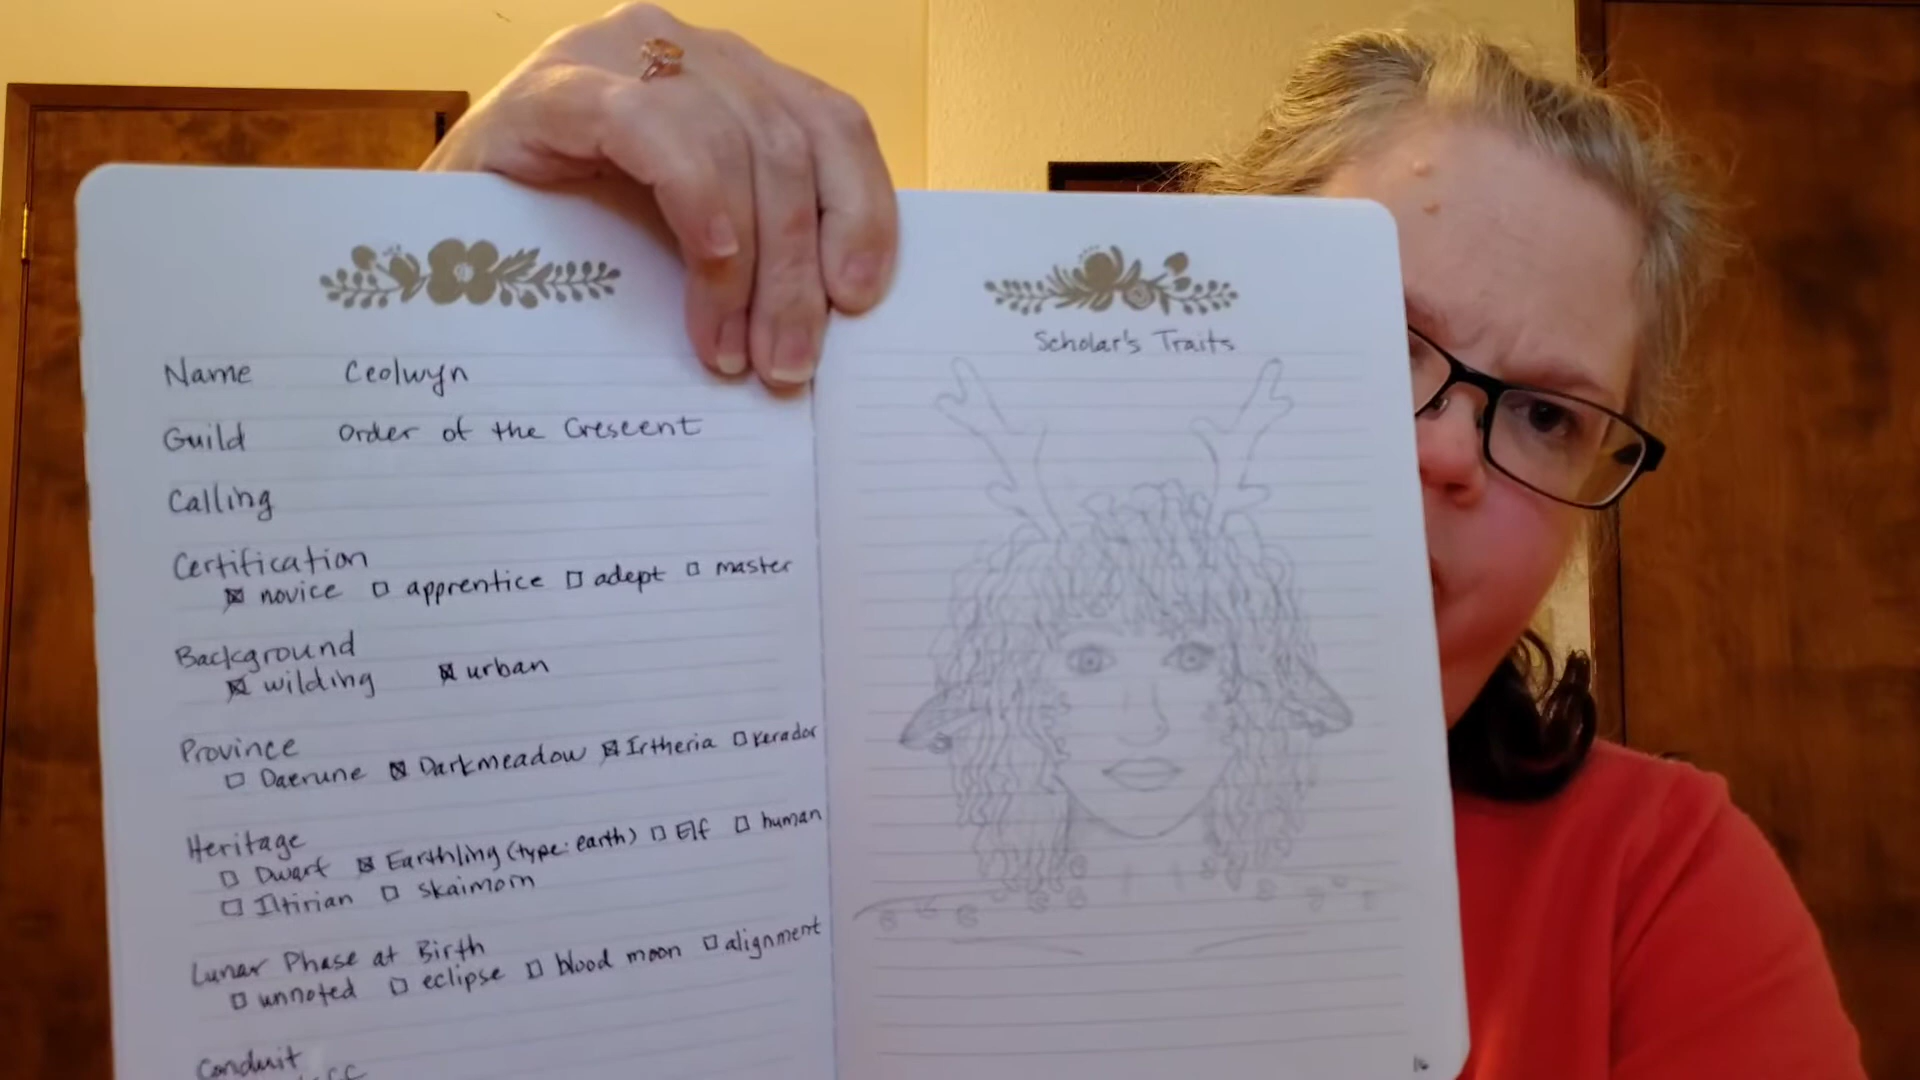 Name Ceolwyn
Guild Order of the Crescent
Calling
Certification
☒ novice ☐ apprentice ☐ adept ☐ master
Background
☒ wilding ☒ urban
Province
☐ Daerune ☒ Darkmeadow ☒ Irtheria ☐ Kerador
Heritage
☐ Dwarf ☒ Earthling (type: earth) ☐ Elf ☐ human
☐ Iltirian ☐ Skaimorn
Lunar Phase at Birth
☐ unnoted ☐ eclipse ☐ blood moon ☐ alignment
Conduit
Scholar's Traits
16